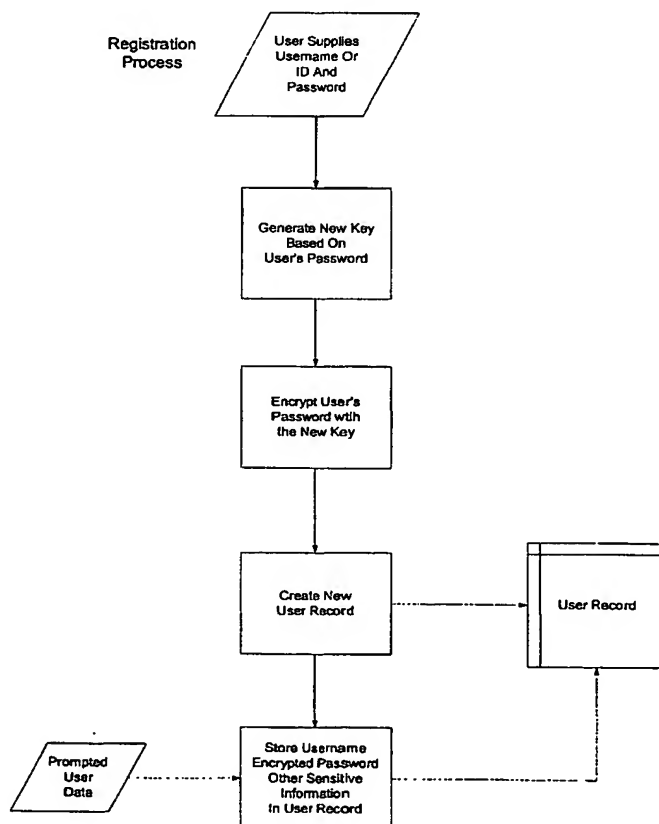 Registration
Process
User Supplies
Username Or
ID And
Password
Generate New Key
Based On
User's Password
Encrypt User's
Password wtih
the New Key
Create New
User Record
User Record
Prompted
User
Data
Store Username
Encrypted Password
Other Sensitive
Information
In User Record